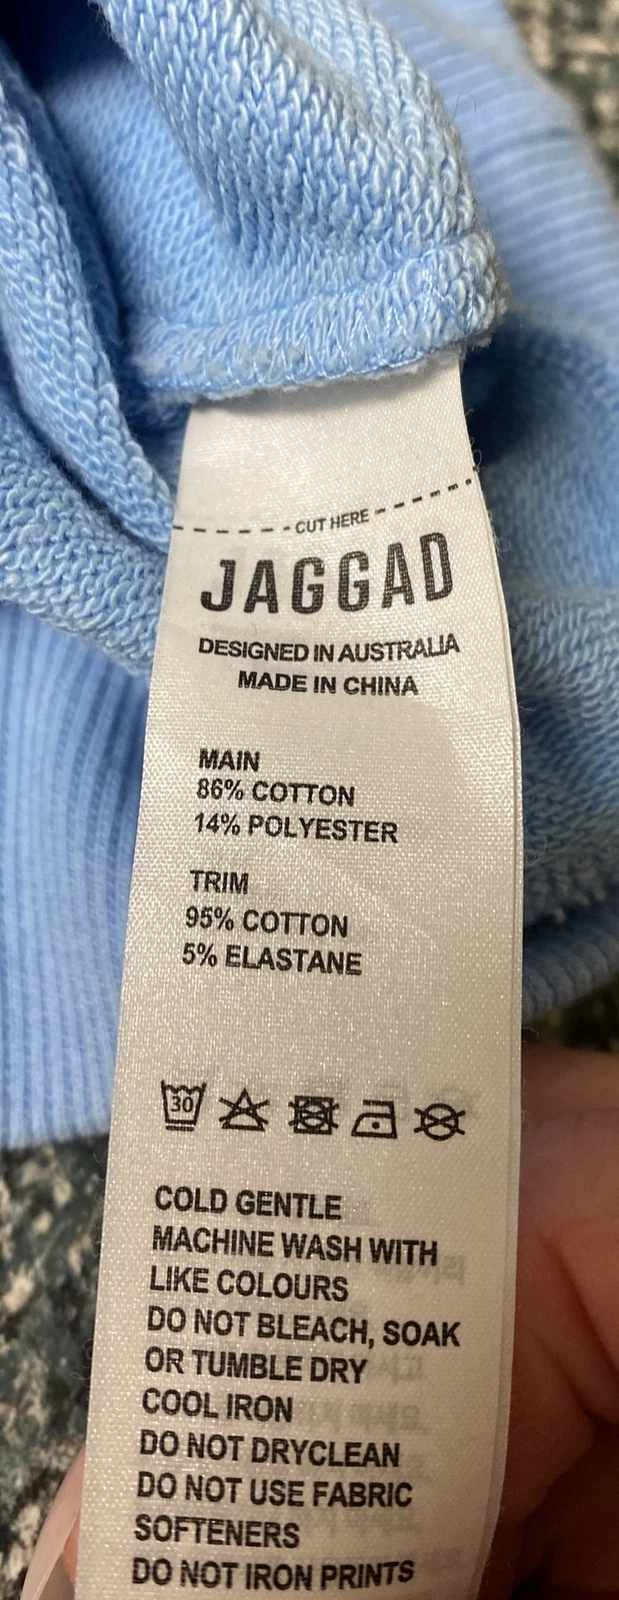 CUT HERE
JAGGAD
DESIGNED IN AUSTRALIA
MADE IN CHINA
MAIN
86% COTTON
14% POLYESTER
TRIM
95% COTTON
5% ELASTANE
30
COLD GENTLE
MACHINE WASH WITH
LIKE COLOURS
DO NOT BLEACH, SOAK
OR TUMBLE DRY
COOL IRON
DO NOT DRYCLEAN
DO NOT USE FABRIC
SOFTENERS
DO NOT IRON PRINTS